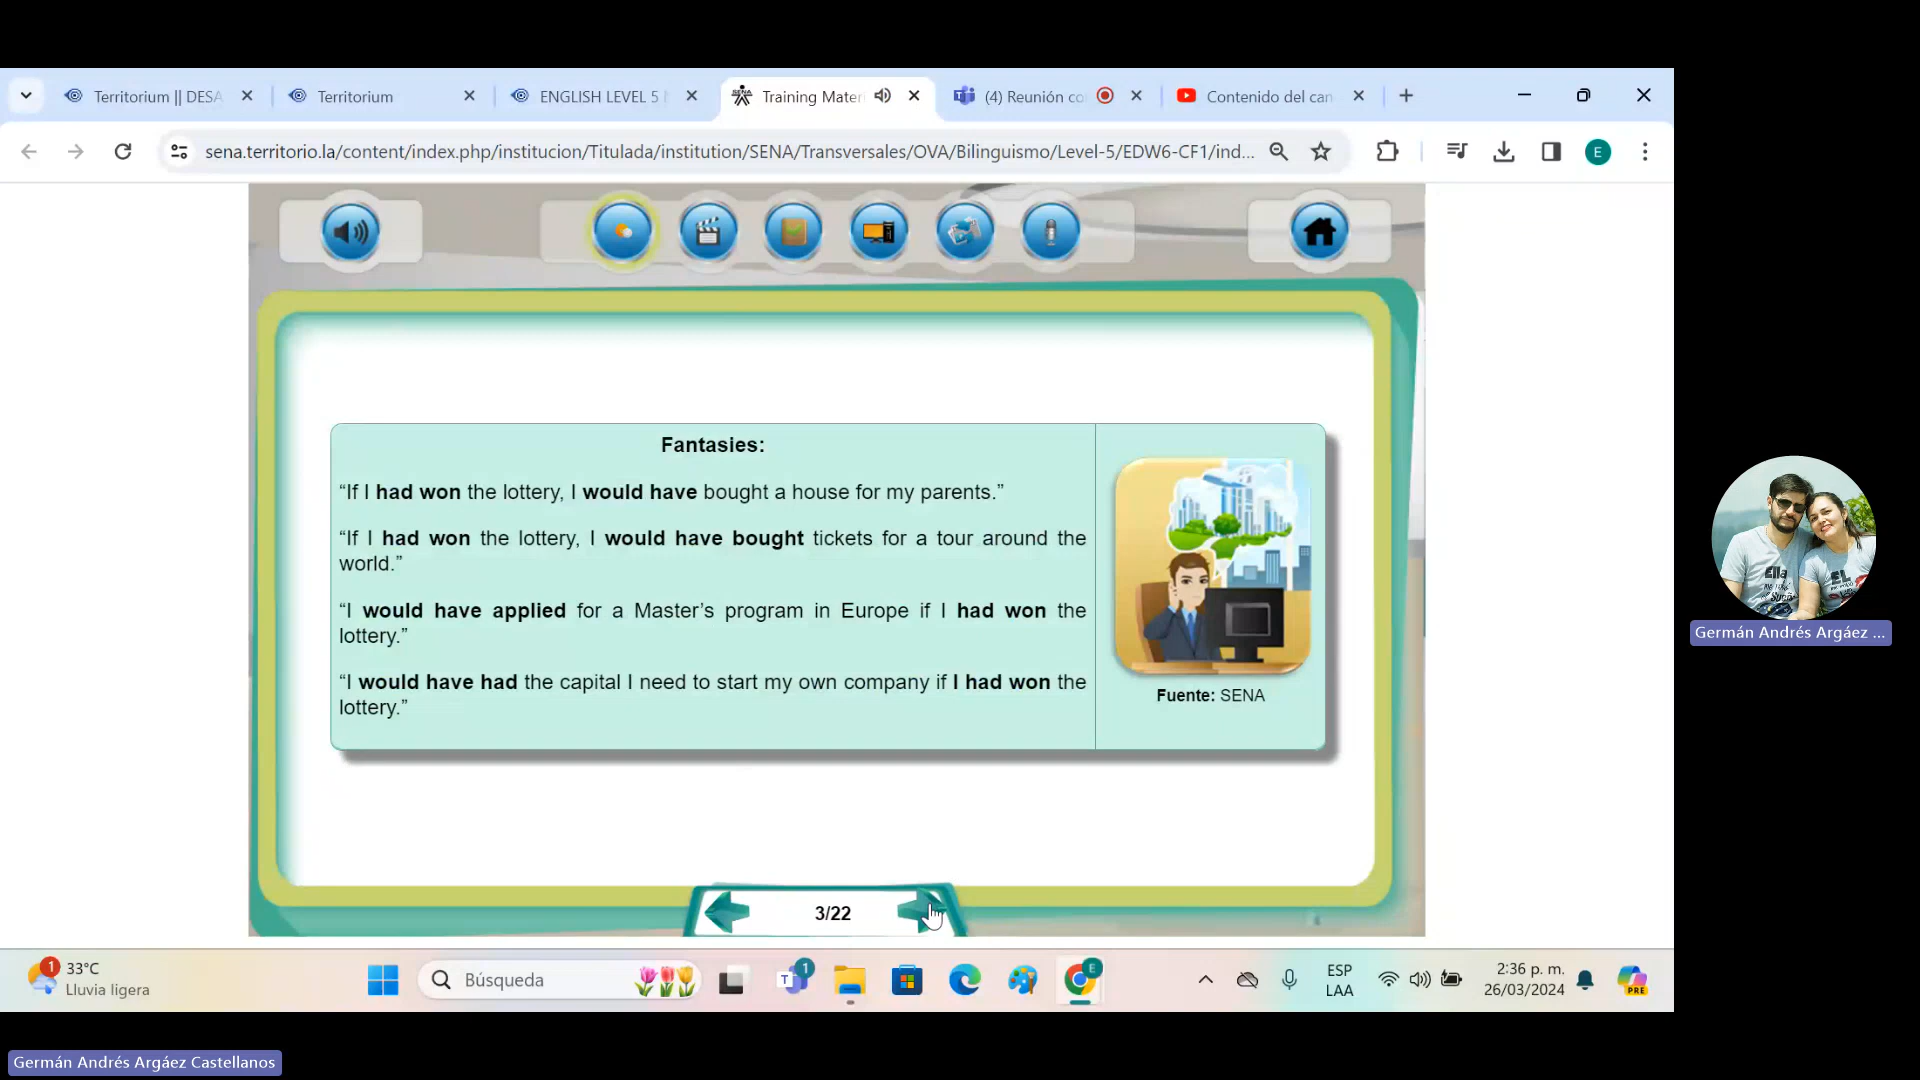 Territorium || DESA
Territorium
ENGLISH LEVEL 5
Training Mater
(4) Reunión co
Contenido del can
sena.territorio.la/content/index.php/institucion/Titulada/institution/SENA/Transversales/OVA/Bilinguismo/Level-5/EDW6-CF1/ind...
E
Fantasies:
“If I had won the lottery, I would have bought a house for my parents.”
“If I had won the lottery, I would have bought tickets for a tour around the
world.”
“I would have applied for a Master’s program in Europe if I had won the
lottery.”
“I would have had the capital I need to start my own company if I had won the
lottery.”
Fuente: SENA
3/22
Germán Andrés Argáez ...
1
33°C
Lluvia ligera
Búsqueda
1
E
ESP
LAA
2:36 p. m.
26/03/2024
PRE
Germán Andrés Argáez Castellanos